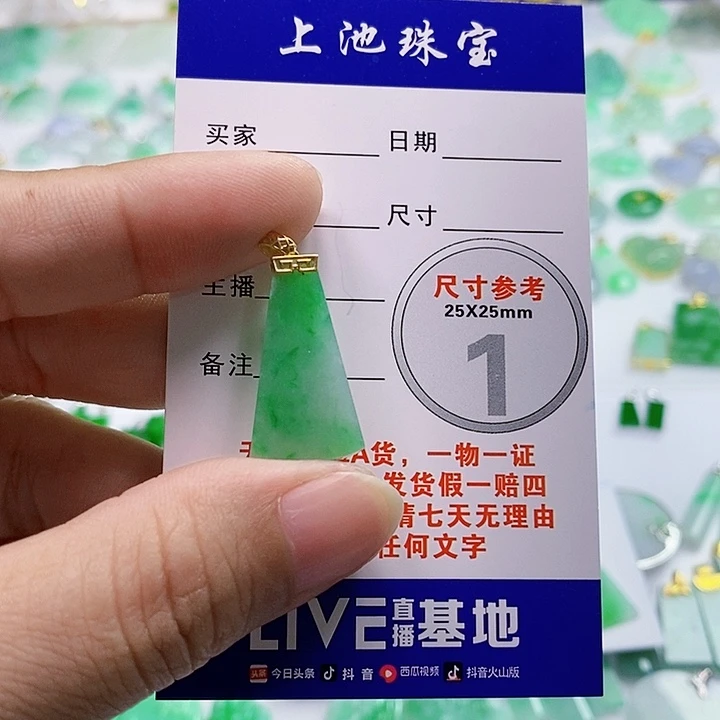 上池珠宝
买家 日期
尺寸
主播
备注
尺寸参考
25X25mm
1
A货，一物一证
发货假一赔四
七天无理由
任何文字
LIVE直播基地
头条 今日头条 抖音 西瓜视频 抖音火山版